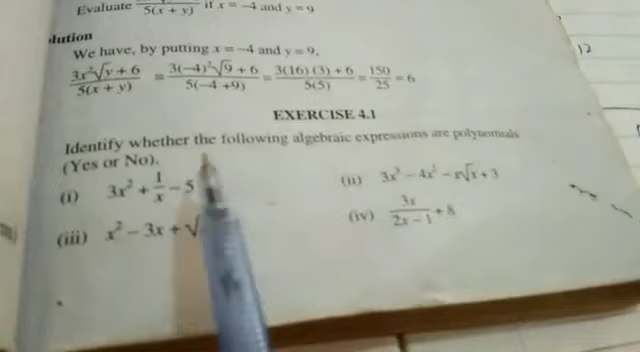 Evaluate 5(x + y) if x = −4 and y = 9
lution
We have, by putting x = −4 and y = 9,
(3x²√y + 6)/(5(x + y)) = (3(−4)²√9 + 6)/(5(−4 +9)) = (3(16) (3) + 6)/(5(5)) = 150/25 = 6
EXERCISE 4.1
Identify whether the following algebraic expressions are polynomials
(Yes or No).
(i) 3x² + 1/x − 5 (ii) 3x³ − 4x² − x√x + 3
(iii) x² − 3x + √ (iv) 3x/(2x − 1) + 8
12